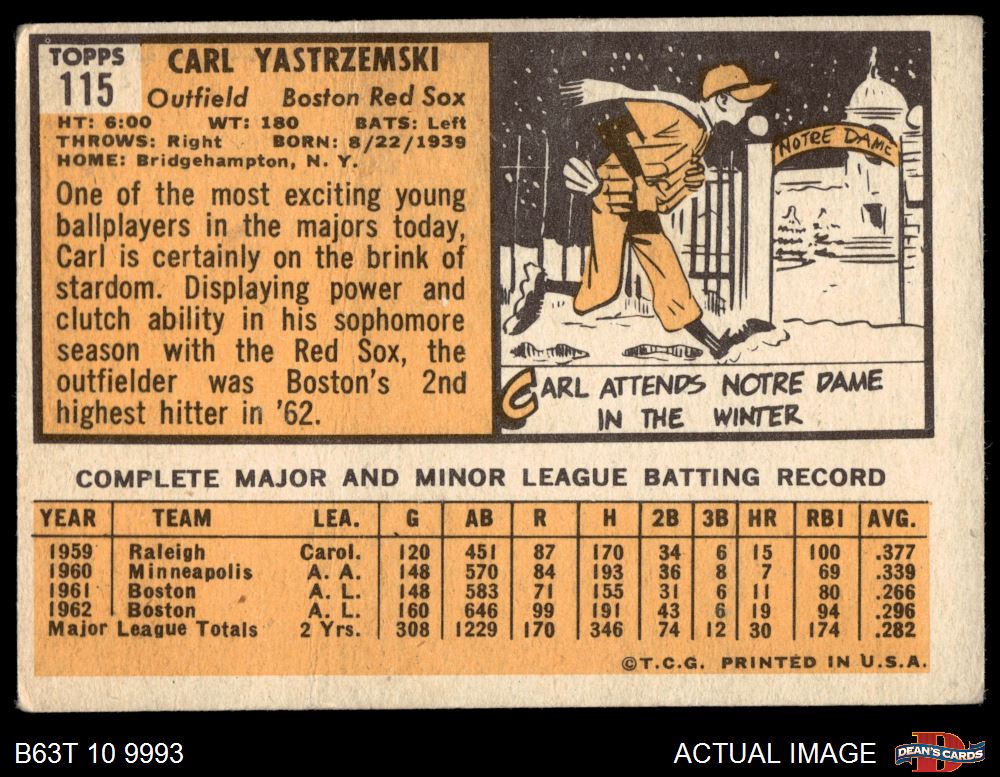 TOPPS
115
CARL YASTRZEMSKI
Outfield Boston Red Sox
HT: 6:00 WT: 180 BATS: Left
THROWS: Right BORN: 8/22/1939
HOME: Bridgehampton, N. Y.
One of the most exciting young
ballplayers in the majors today,
Carl is certainly on the brink of
stardom. Displaying power and
clutch ability in his sophomore
season with the Red Sox, the
outfielder was Boston's 2nd
highest hitter in '62.
NOTRE DAME
CARL ATTENDS NOTRE DAME
IN THE WINTER
COMPLETE MAJOR AND MINOR LEAGUE BATTING RECORD
YEAR TEAM LEA. G AB R H 2B 3B HR RBI AVG.
1959 Raleigh Carol. 120 451 87 170 34 6 15 100 .377
1960 Minneapolis A. A. 148 570 84 193 36 8 7 69 .339
1961 Boston A. L. 148 583 71 155 31 6 11 80 .266
1962 Boston A. L. 160 646 99 191 43 6 19 94 .296
Major League Totals 2 Yrs. 308 1229 170 346 74 12 30 174 .282
©T.C.G. PRINTED IN U.S.A.
B63T 10 9993
ACTUAL IMAGE
DEAN'S CARDS